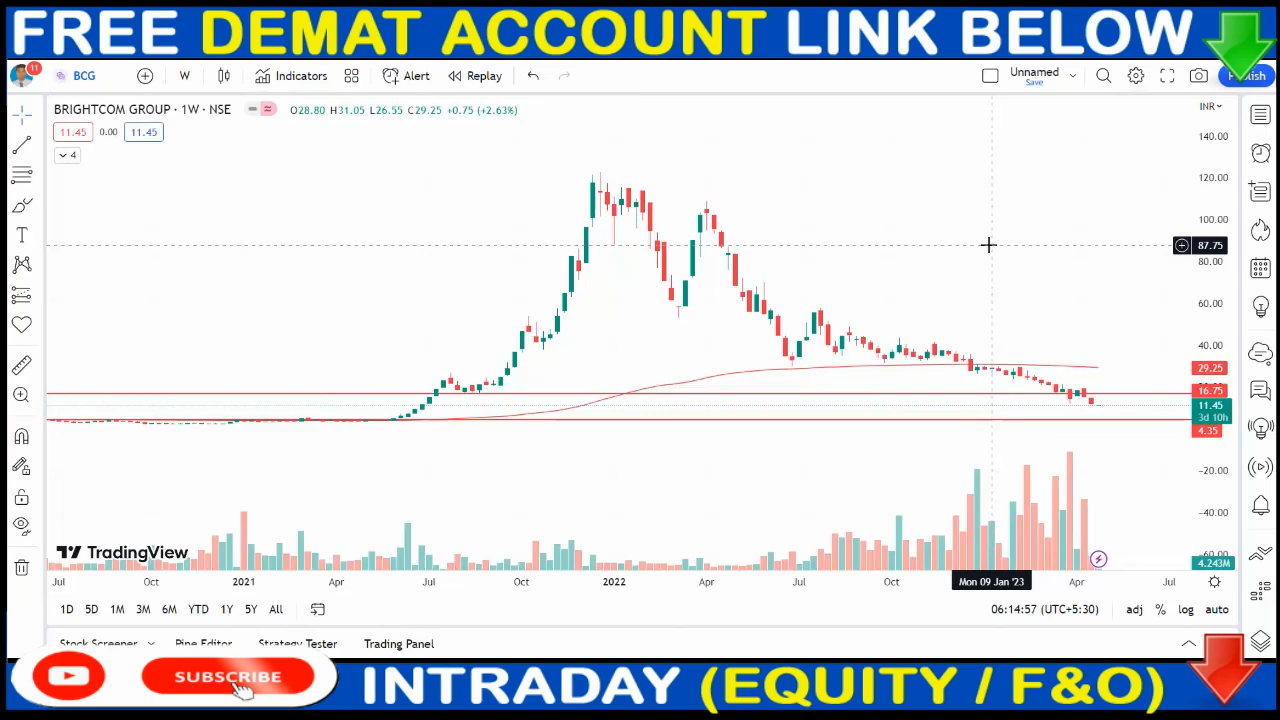 FREE DEMAT ACCOUNT LINK BELOW
11
BCG
W
Indicators
Alert
Replay
Unnamed
Save
Publish
BRIGHTCOM GROUP · 1W · NSE
O28.80 H31.05 L26.55 C29.25 +0.75 (+2.63%)
INR
11.45 0.00 11.45
4
140.00
120.00
100.00
87.75
80.00
60.00
40.00
29.25
16.75
11.45
3d 10h
4.35
−20.00
−40.00
−60.00
4.243M
TradingView
Jul Oct 2021 Apr Jul Oct 2022 Apr Jul Oct Mon 09 Jan '23 Apr Jul
1D 5D 1M 3M 6M YTD 1Y 5Y All
06:14:57 (UTC+5:30)
adj % log auto
Stock Screener Pine Editor Strategy Tester Trading Panel
SUBSCRIBE
INTRADAY (EQUITY / F&O)